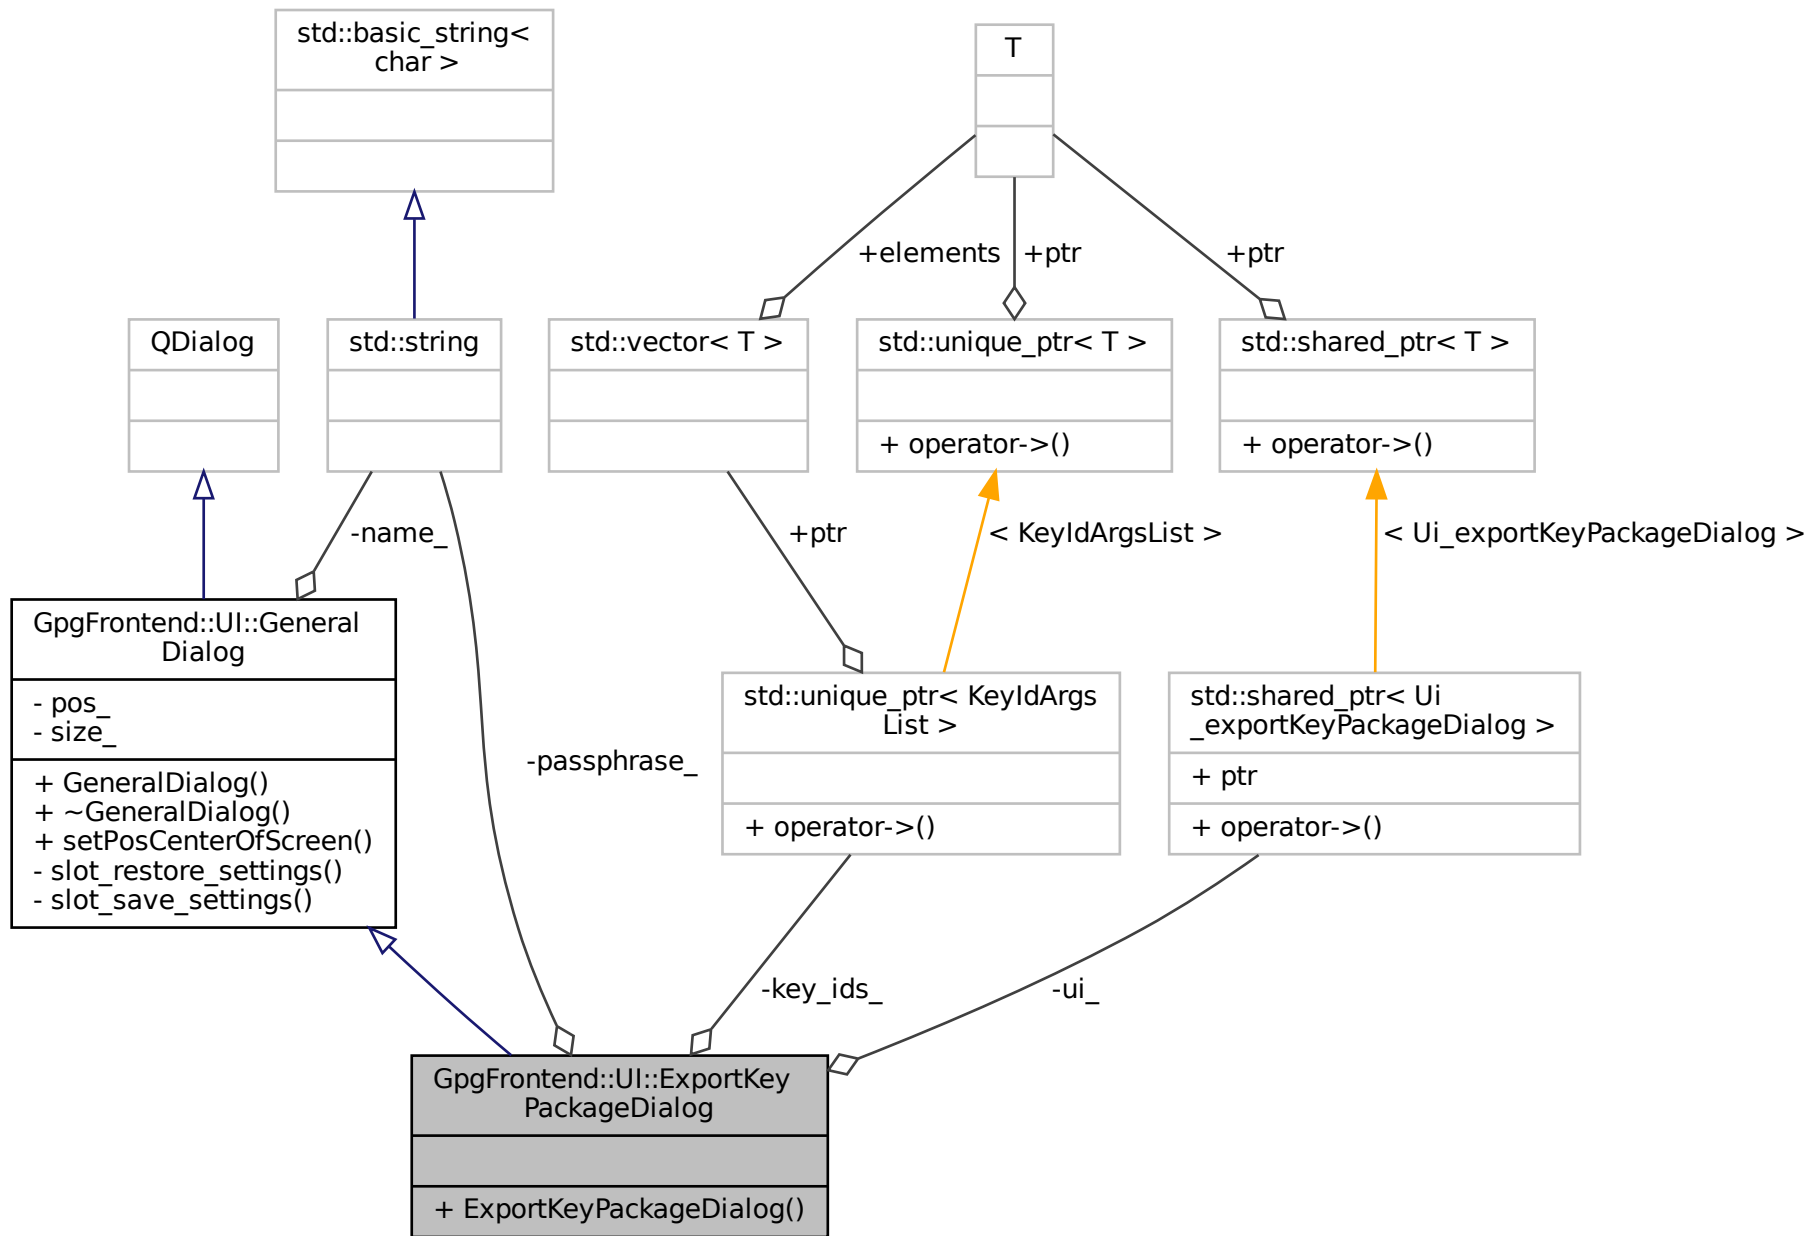 std::basic_string<
char >
T
+elements
+ptr
+ptr
QDialog
std::string
std::vector< T >
std::unique_ptr< T >
+ operator->()
std::shared_ptr< T >
+ operator->()
-name_
+ptr
< KeyIdArgsList >
< Ui_exportKeyPackageDialog >
GpgFrontend::UI::General
Dialog
- pos_
- size_
+ GeneralDialog()
+ ~GeneralDialog()
+ setPosCenterOfScreen()
- slot_restore_settings()
- slot_save_settings()
-passphrase_
std::unique_ptr< KeyIdArgs
List >
+ operator->()
std::shared_ptr< Ui
_exportKeyPackageDialog >
+ ptr
+ operator->()
-key_ids_
-ui_
GpgFrontend::UI::ExportKey
PackageDialog
+ ExportKeyPackageDialog()